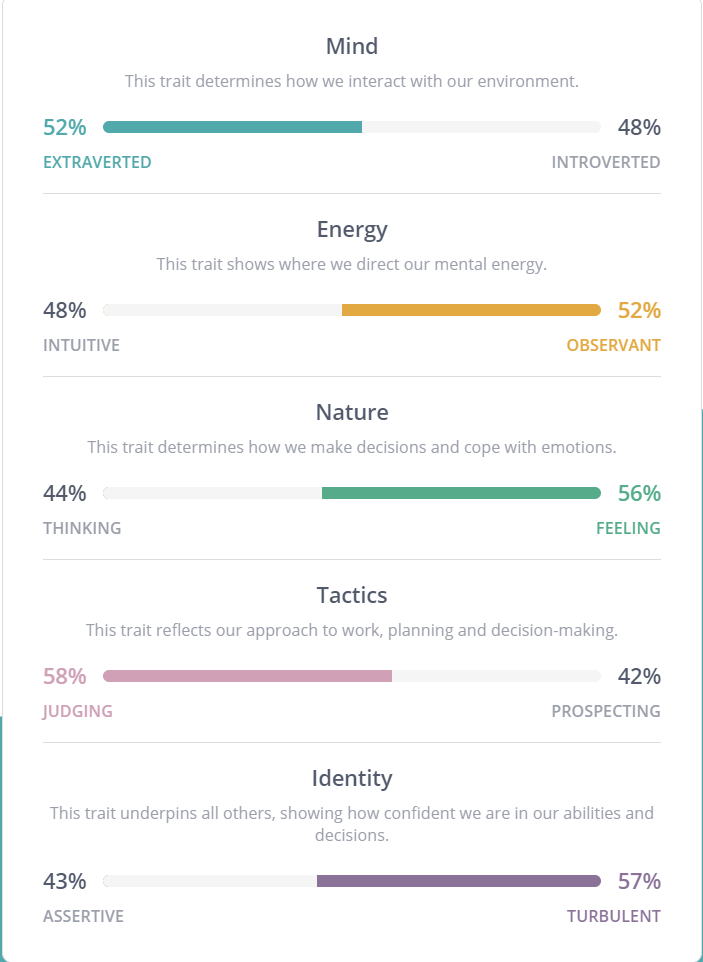 Mind
This trait determines how we interact with our environment.
52% 48%
EXTRAVERTED INTROVERTED
Energy
This trait shows where we direct our mental energy.
48% 52%
INTUITIVE OBSERVANT
Nature
This trait determines how we make decisions and cope with emotions.
44% 56%
THINKING FEELING
Tactics
This trait reflects our approach to work, planning and decision-making.
58% 42%
JUDGING PROSPECTING
Identity
This trait underpins all others, showing how confident we are in our abilities and
decisions.
43% 57%
ASSERTIVE TURBULENT